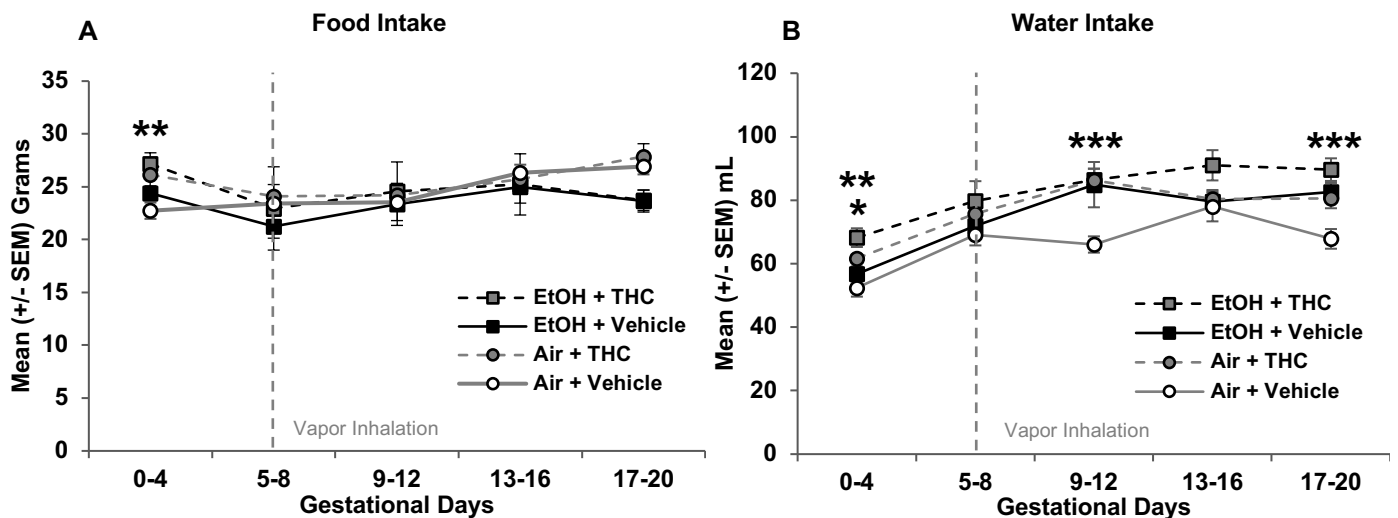 A
Food Intake
Mean (+/- SEM) Grams
35
30
25
20
15
10
5
0
**
EtOH + THC
EtOH + Vehicle
Air + THC
Air + Vehicle
Vapor Inhalation
0-4
5-8
9-12
13-16
17-20
Gestational Days
B
Water Intake
Mean (+/- SEM) mL
120
100
80
60
40
20
0
**
*
***
***
EtOH + THC
EtOH + Vehicle
Air + THC
Air + Vehicle
Vapor Inhalation
0-4
5-8
9-12
13-16
17-20
Gestational Days